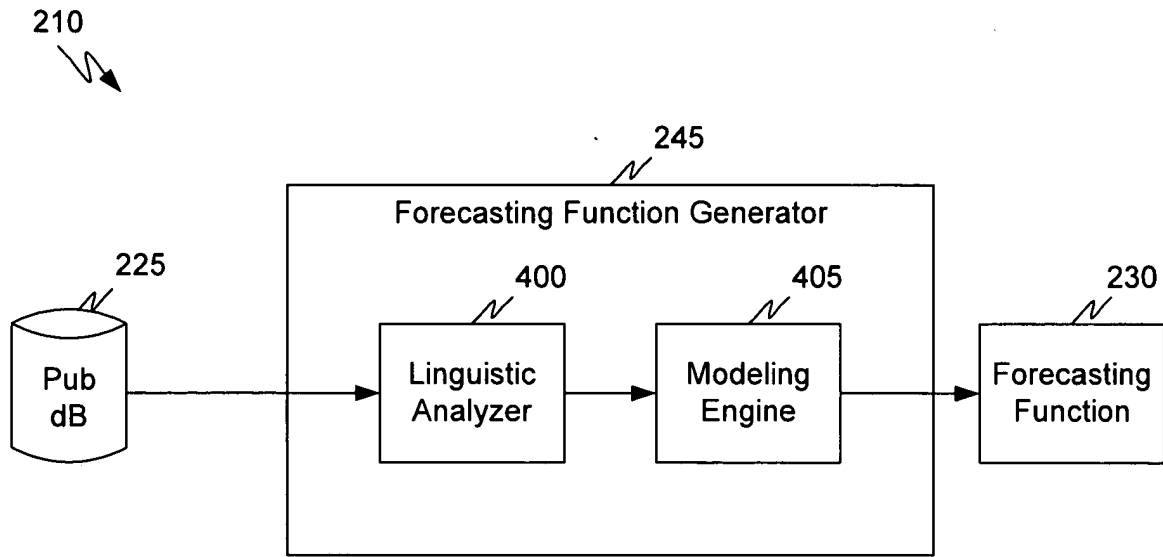 210
245
Forecasting Function Generator
225
400
405
230
Pub
dB
Linguistic
Analyzer
Modeling
Engine
Forecasting
Function